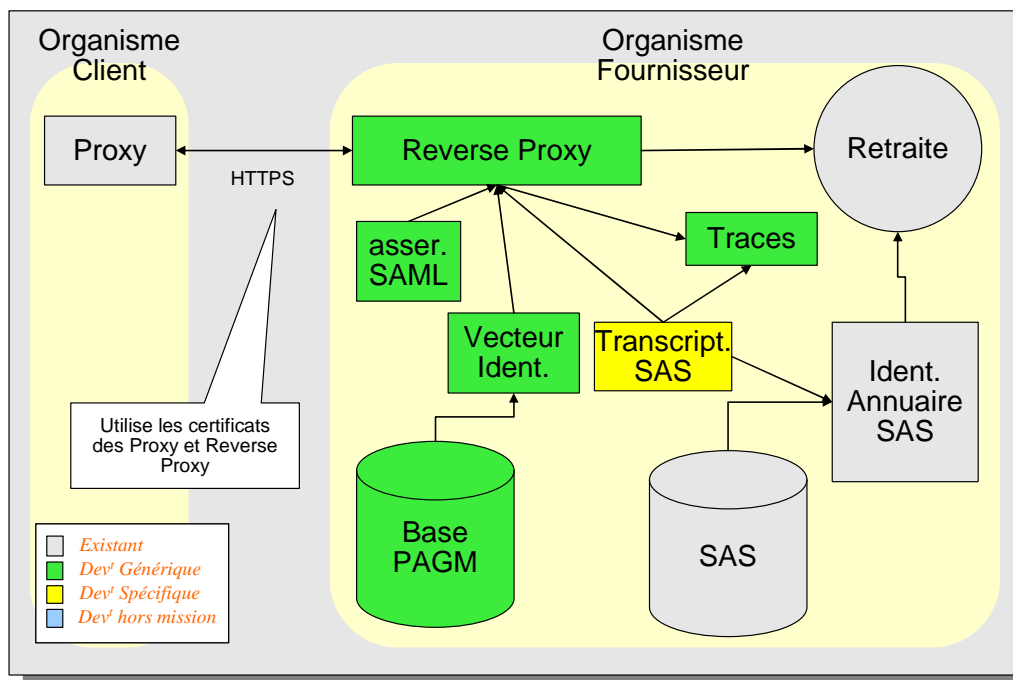 Organisme
Client
Organisme
Fournisseur
Proxy
HTTPS
Reverse Proxy
Retraite
asser.
SAML
Traces
Vecteur
Ident.
Transcript.
SAS
Ident.
Annuaire
SAS
Utilise les certificats
des Proxy et Reverse
Proxy
Base
PAGM
SAS
Existant
Devᵗ Générique
Devᵗ Spécifique
Devᵗ hors mission